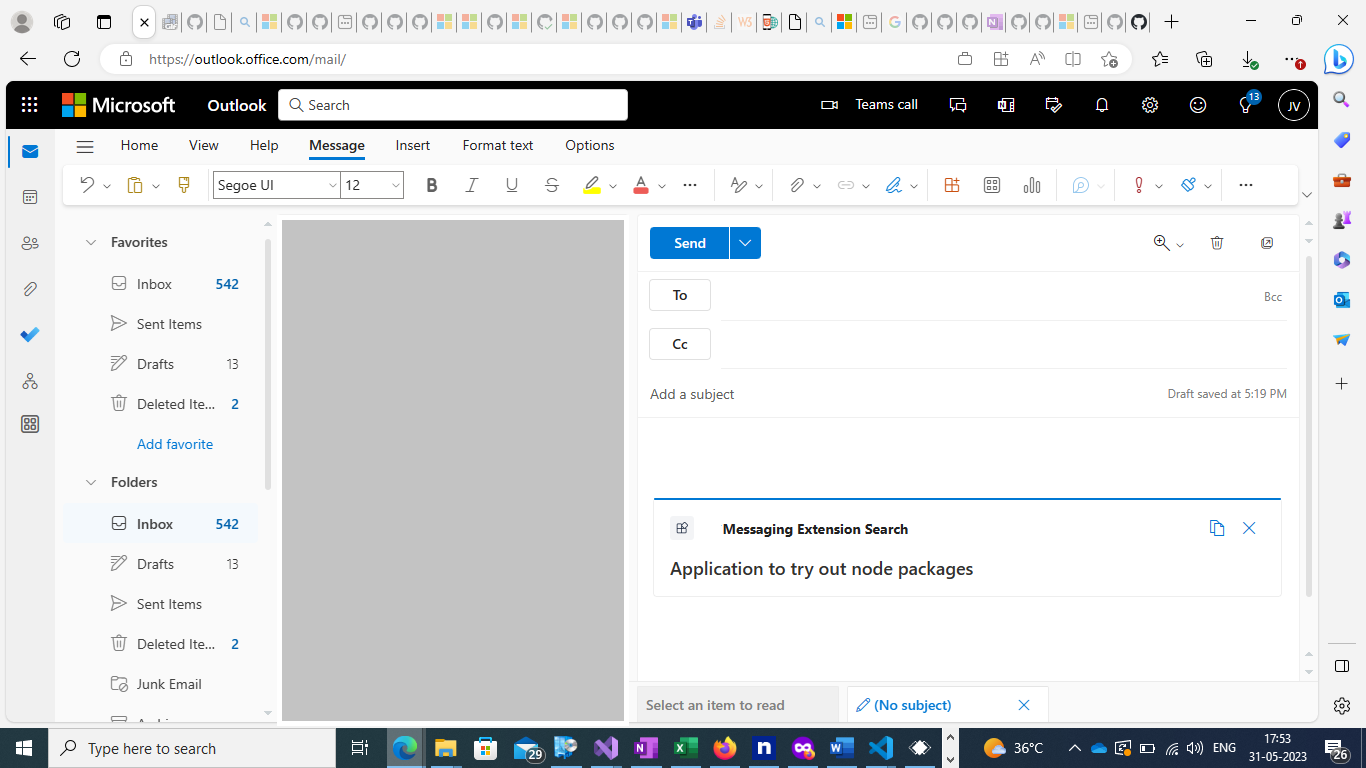 https://outlook.office.com/mail/
Microsoft Outlook Search Teams call 13 JV
Home View Help Message Insert Format text Options
Segoe UI 12 B I U S A
Favorites
Inbox 542
Sent Items
Drafts 13
Deleted Ite... 2
Add favorite
Folders
Inbox 542
Drafts 13
Sent Items
Deleted Ite... 2
Junk Email
Send
To Bcc
Cc
Add a subject Draft saved at 5:19 PM
Messaging Extension Search
Application to try out node packages
Select an item to read (No subject)
Type here to search 29 36°C ENG 17:53
31-05-2023 26